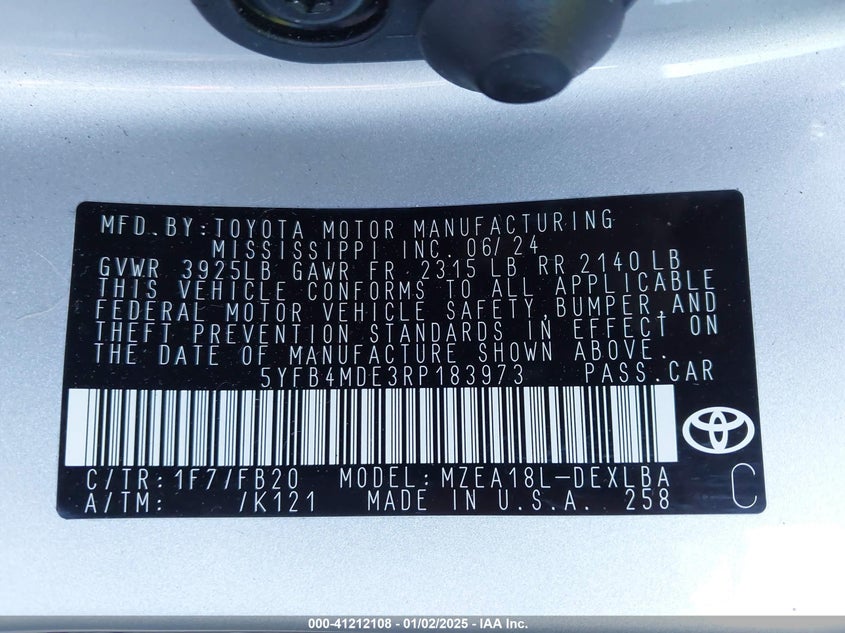 MFD.BY:TOYOTA MOTOR MANUFACTURING
MISSISSIPPI INC. 06/24
GVWR 3925LB GAWR FR 2315 LB RR 2140 LB
THIS VEHICLE CONFORMS TO ALL APPLICABLE
FEDERAL MOTOR VEHICLE SAFETY, BUMPER, AND
THEFT PREVENTION STANDARDS IN EFFECT ON
THE DATE OF MANUFACTURE SHOWN ABOVE.
5YFB4MDE3RP183973 PASS.CAR
C/TR:1F7/FB20 MODEL:MZEA18L-DEXLBA
A/TM: /K121 MADE IN U.S.A. 258 C
000-41212108 - 01/02/2025 - IAA Inc.